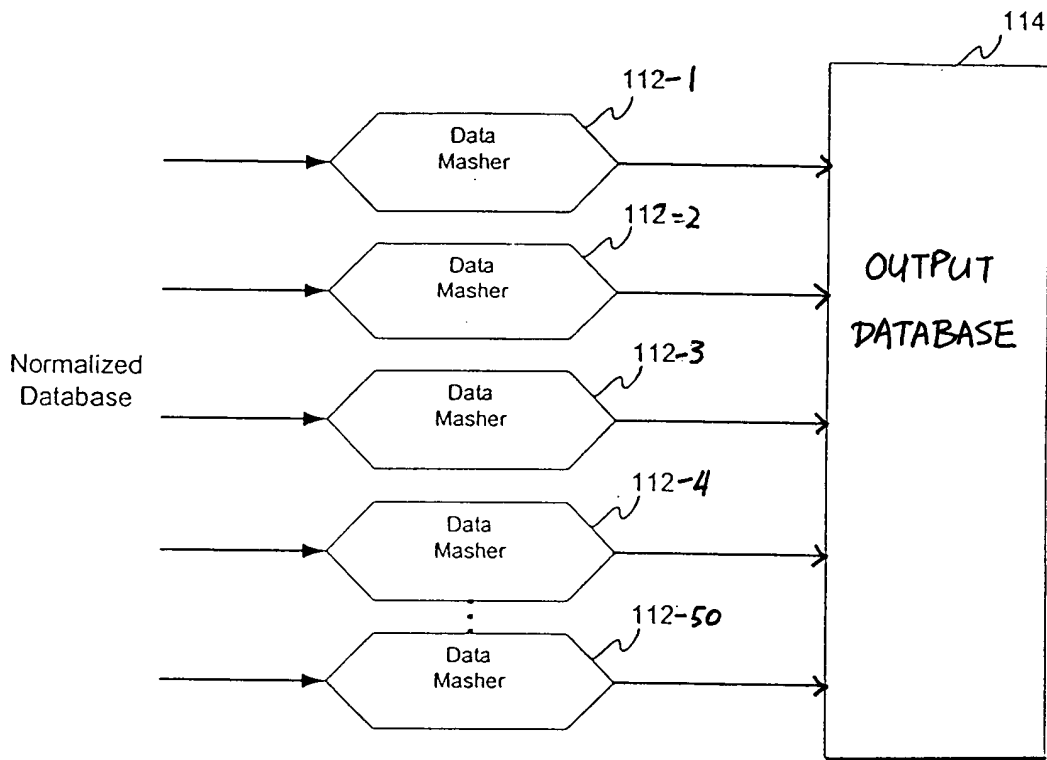 114
112-1
Data
Masher
112=2
Data
Masher
OUTPUT
DATABASE
112-3
Normalized
Database
Data
Masher
112-4
Data
Masher
112-50
Data
Masher